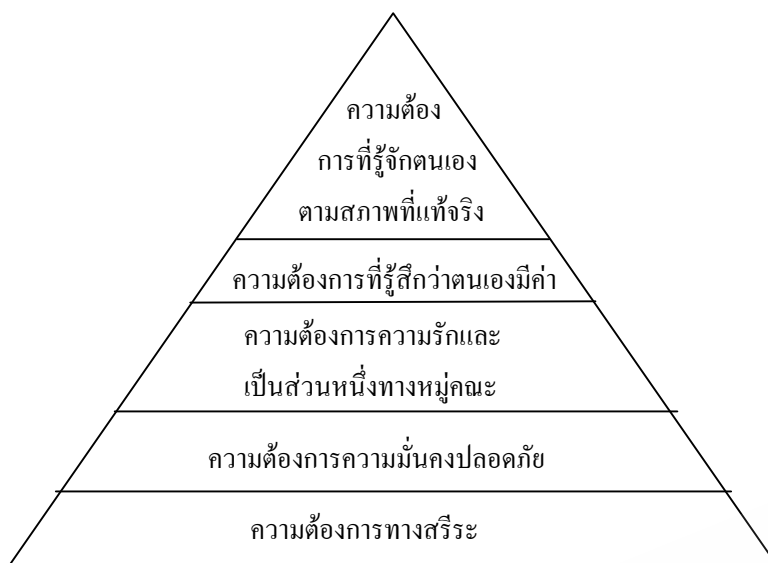 ความต้อง
การที่รู้จักตนเอง
ตามสภาพที่แท้จริง
ความต้องการที่รู้สึกว่าตนเองมีค่า
ความต้องการความรักและ
เป็นส่วนหนึ่งทางหมู่คณะ
ความต้องการความมั่นคงปลอดภัย
ความต้องการทางสรีระ